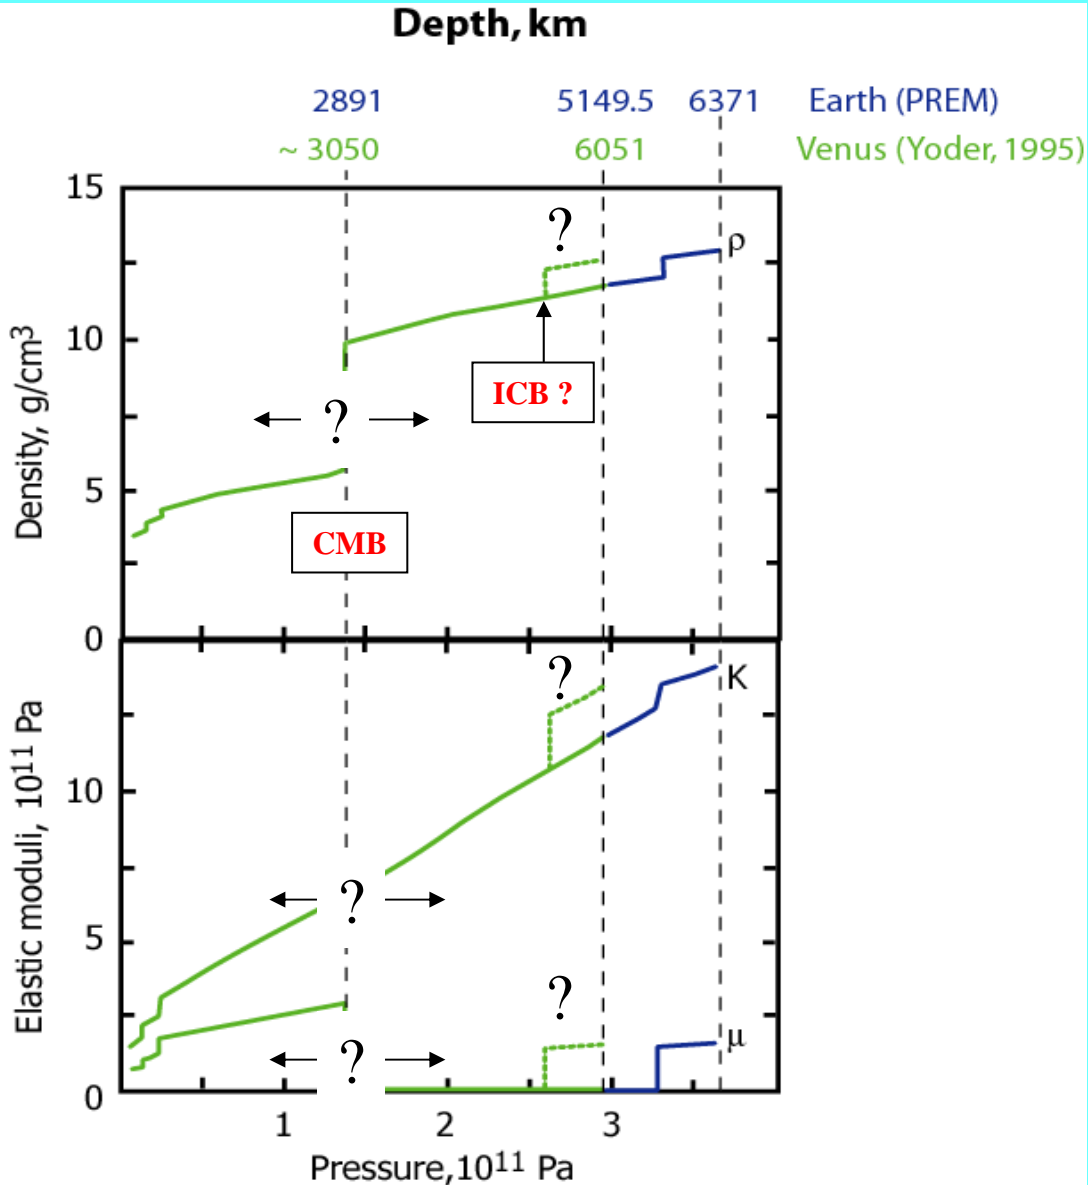 Depth, km
2891 5149.5 6371 Earth (PREM)
~ 3050 6051 Venus (Yoder, 1995)
15
?
ρ
10
ICB ?
?
Density, g/cm³
5
CMB
0
?
K
Elastic moduli, 10¹¹ Pa
10
?
5
?
μ
?
0
1 2 3
Pressure,10¹¹ Pa